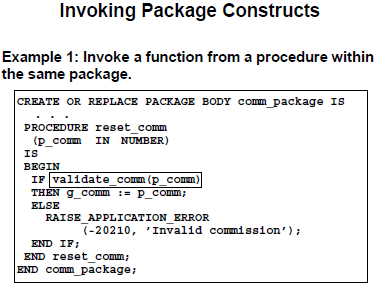 Invoking Package Constructs
Example 1: Invoke a function from a procedure within
the same package.
CREATE OR REPLACE PACKAGE BODY comm_package IS
. . .
PROCEDURE reset_comm
(p_comm IN NUMBER)
IS
BEGIN
IF validate_comm(p_comm)
THEN g_comm := p_comm;
ELSE
RAISE_APPLICATION_ERROR
(-20210, ’Invalid commission’);
END IF;
END reset_comm;
END comm_package;